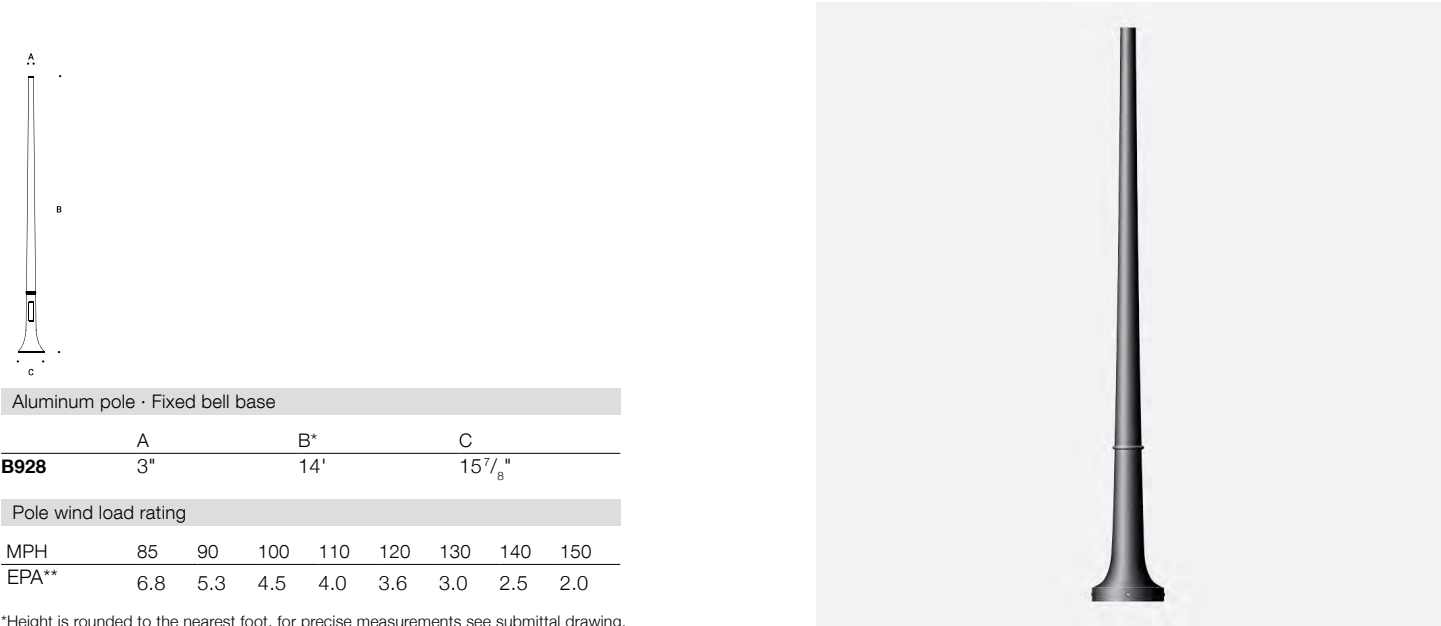 A
B
C
Aluminum pole · Fixed bell base
A B* C
B928 3" 14' 15 7/8"
Pole wind load rating
MPH 85 90 100 110 120 130 140 150
EPA** 6.8 5.3 4.5 4.0 3.6 3.0 2.5 2.0
*Height is rounded to the nearest foot, for precise measurements see submittal drawing.